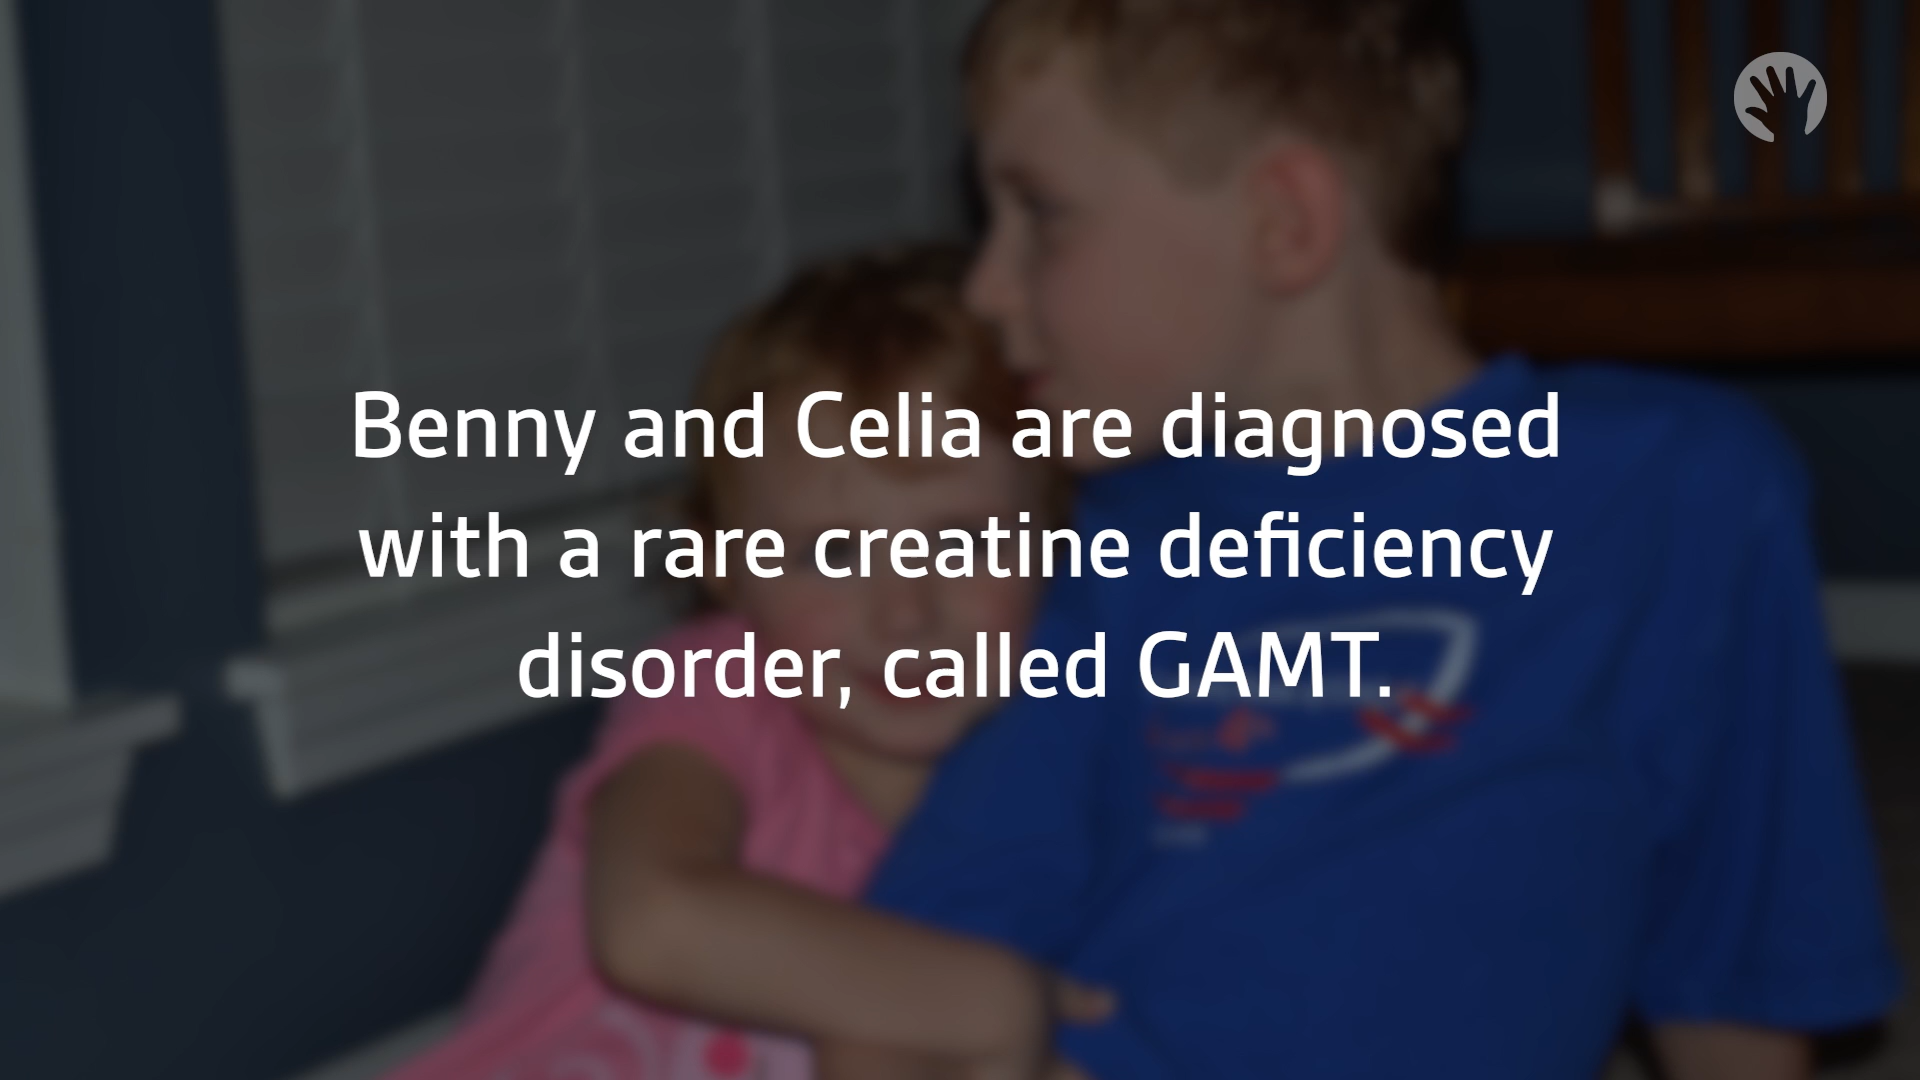 Benny and Celia are diagnosed
with a rare creatine deficiency
disorder, called GAMT.